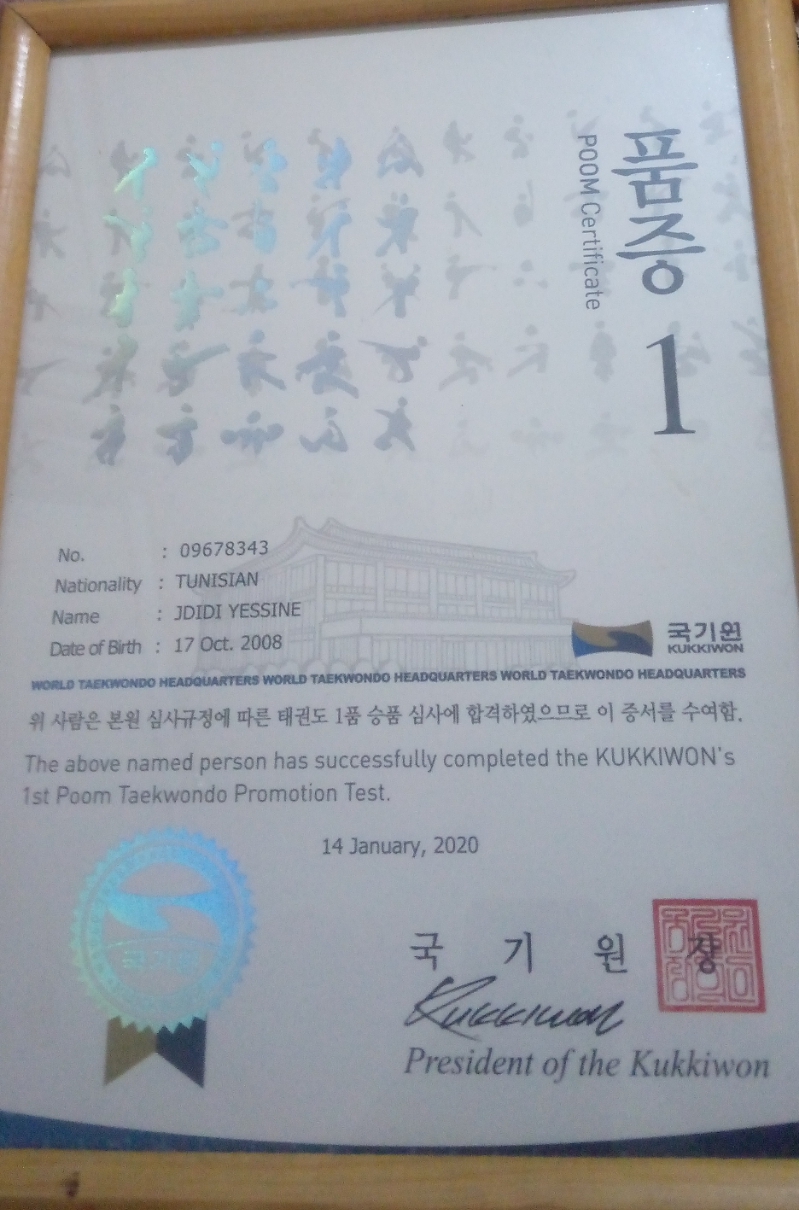 품증
POOM Certificate
1
No. : 09678343
Nationality : TUNISIAN
Name : JDIDI YESSINE
Date of Birth : 17 Oct. 2008
국기원
KUKKIWON
WORLD TAEKWONDO HEADQUARTERS WORLD TAEKWONDO HEADQUARTERS WORLD TAEKWONDO HEADQUARTERS
위 사람은 본원 심사규정에 따른 태권도 1품 승품 심사에 합격하였으므로 이 증서를 수여함.
The above named person has successfully completed the KUKKIWON's
1st Poom Taekwondo Promotion Test.
14 January, 2020
국기원
국 기 원 장
Kukkiwon
President of the Kukkiwon